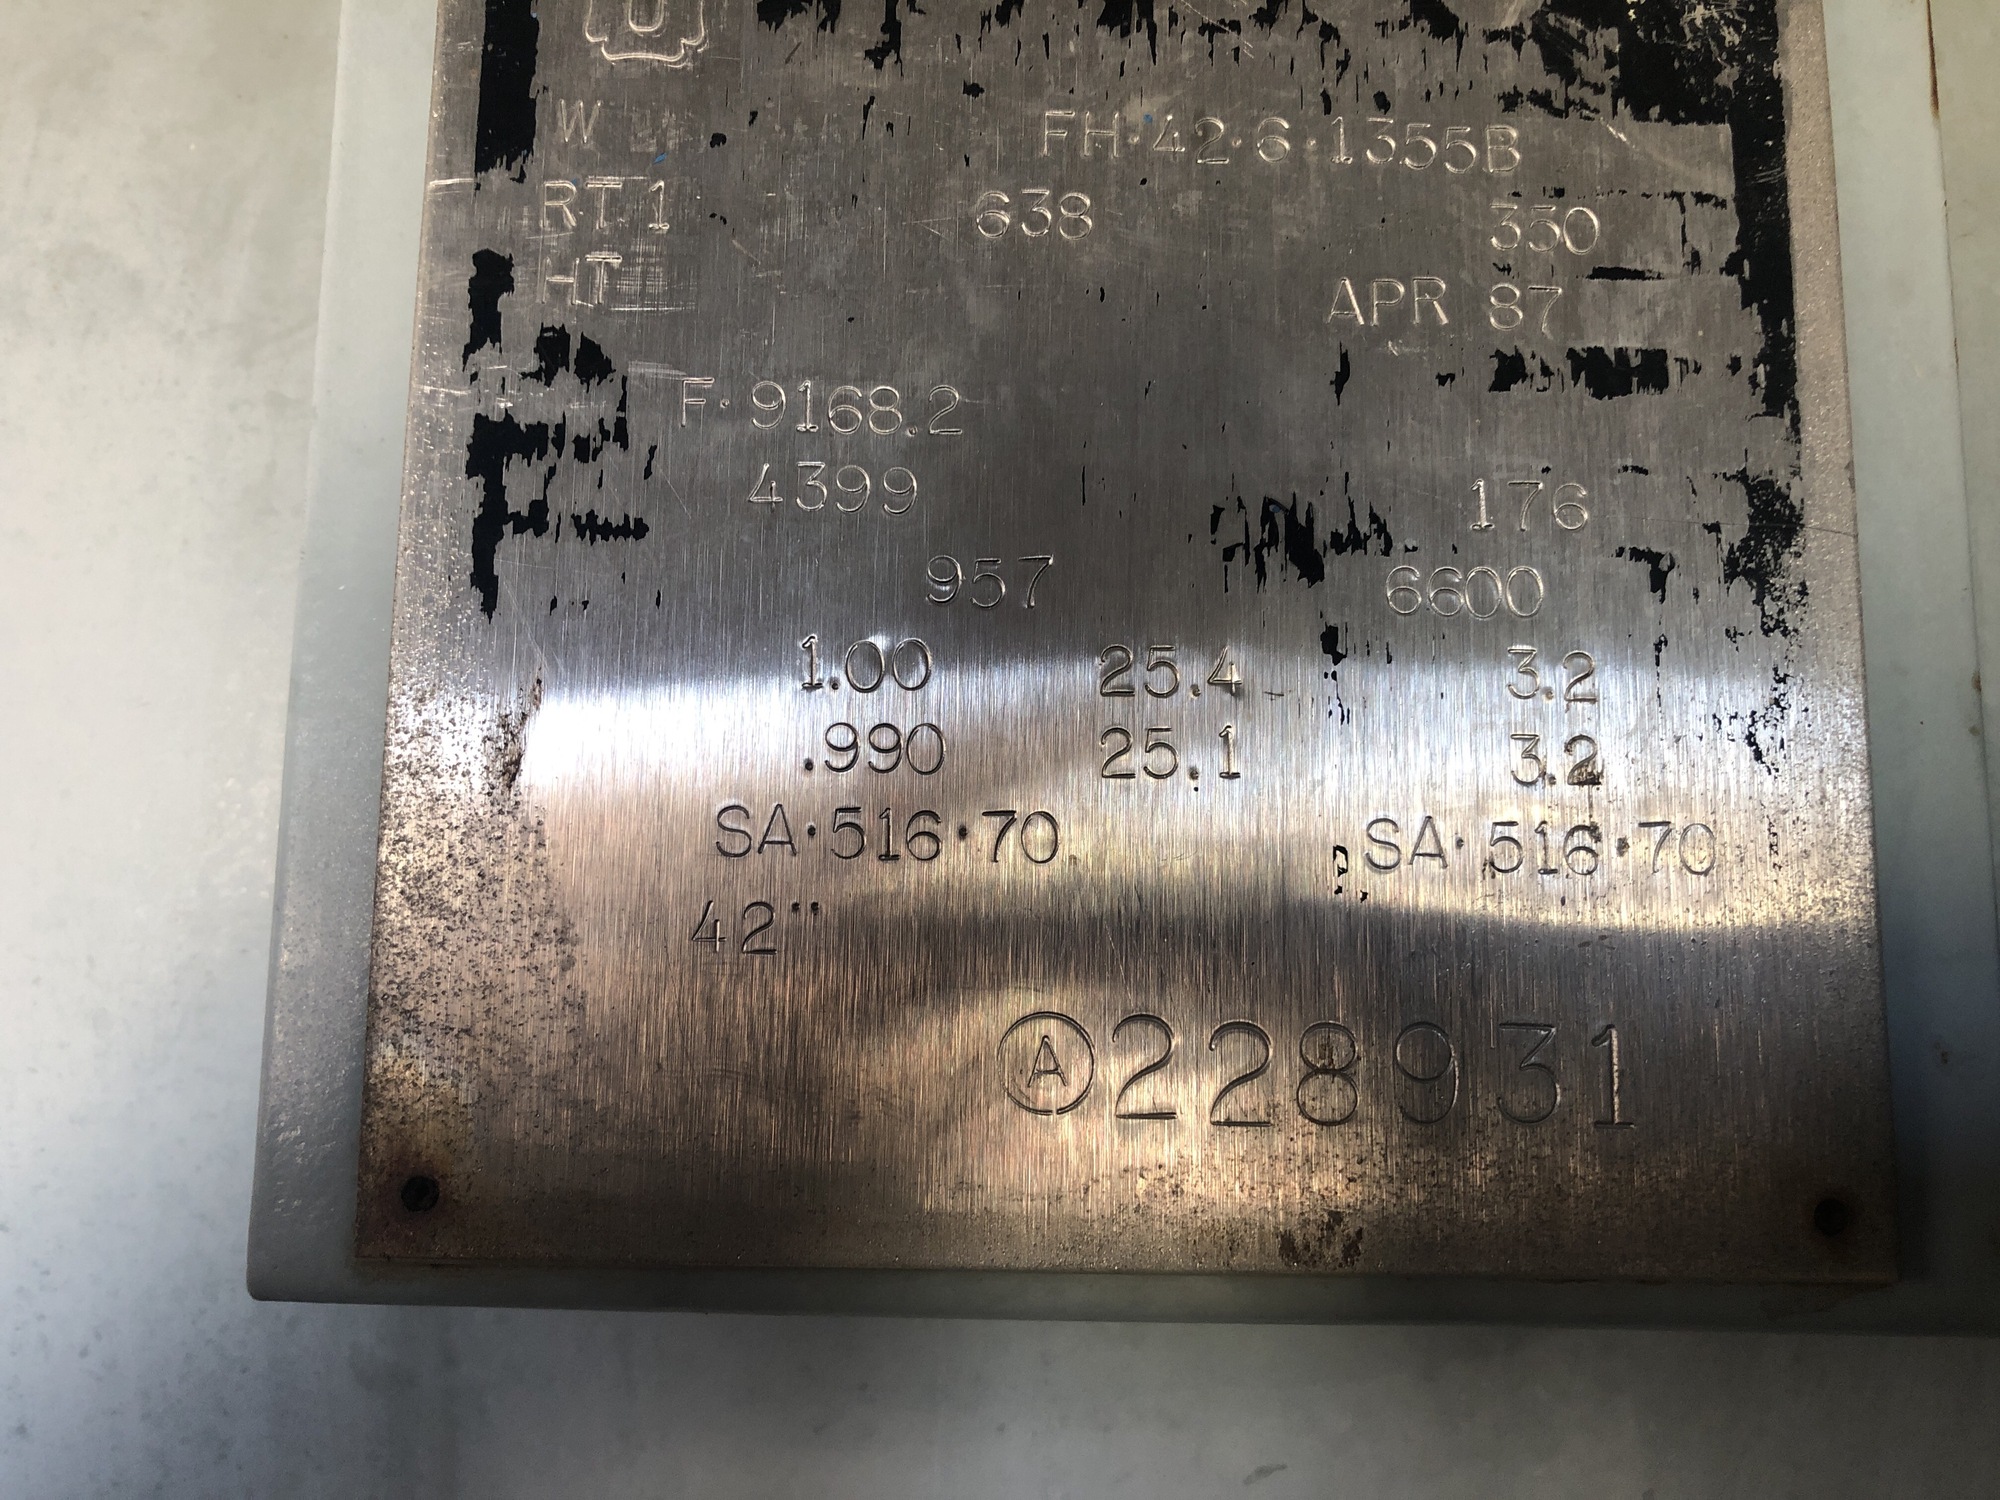 U
W FH·42·6·1355B
RT 1 638 350
HT APR 87
F· 9168.2
4399 176
957 6600
1.00 25.4 3.2
.990 25.1 3.2
SA·516·70 SA·516·70
42"
Ⓐ228931